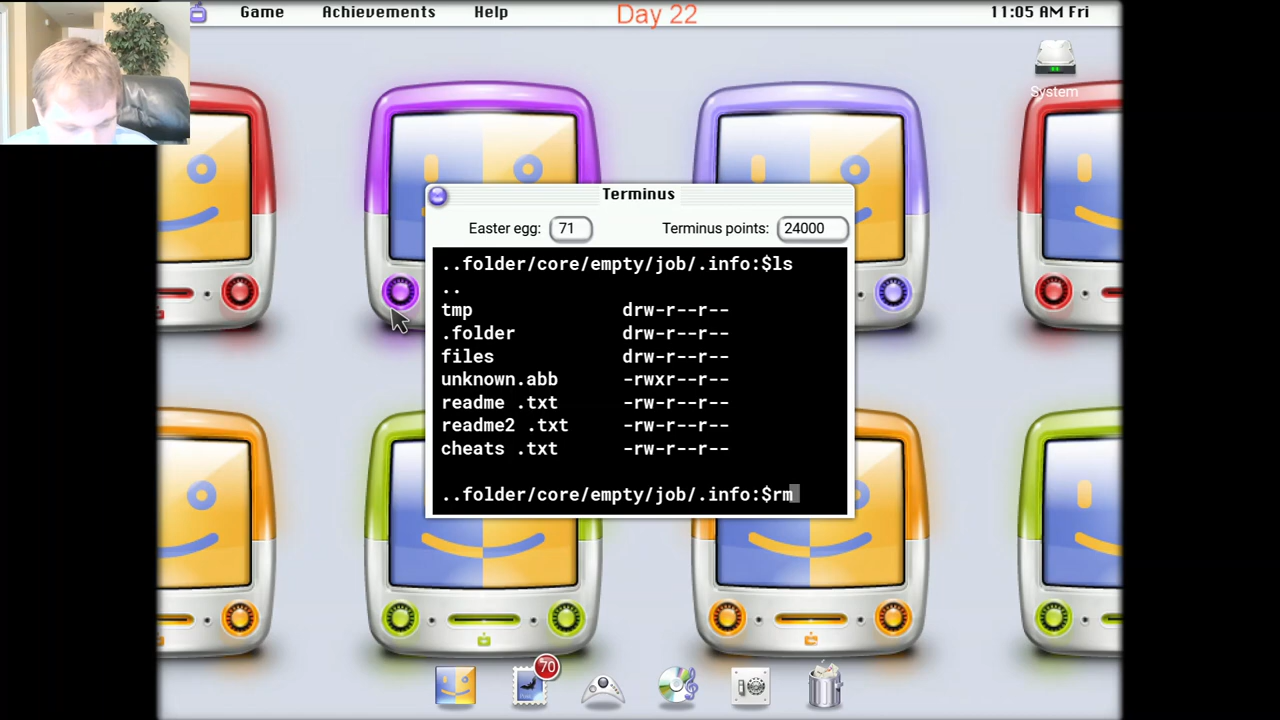 Game Achievements Help Day 22 11:05 AM Fri
System
Terminus
Easter egg: 71 Terminus points: 24000
..folder/core/empty/job/.info:$ls
..
tmp drw-r--r--
.folder drw-r--r--
files drw-r--r--
unknown.abb -rwxr--r--
readme .txt -rw-r--r--
readme2 .txt -rw-r--r--
cheats .txt -rw-r--r--
..folder/core/empty/job/.info:$rm
70